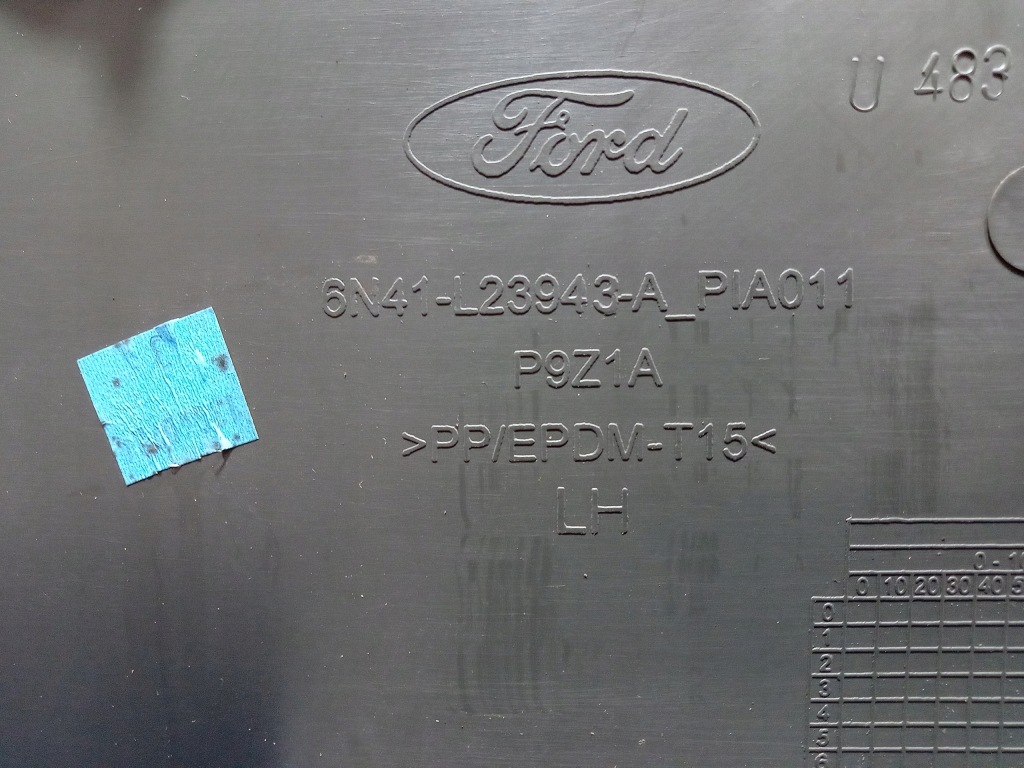 Ford
U 483
6N41-L23943-A_PIA011
P9Z1A
>PP/EPDM-T15<
LH
0 10 20 30 40
0
1
2
3
4
5
6